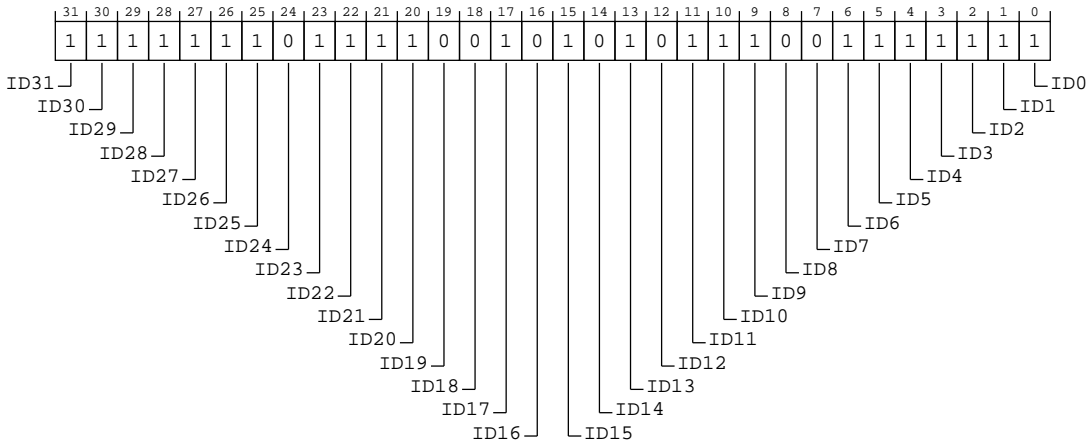 31 30 29 28 27 26 25 24 23 22 21 20 19 18 17 16 15 14 13 12 11 10 9 8 7 6 5 4 3 2 1 0
1 1 1 1 1 1 1 0 1 1 1 1 0 0 1 0 1 0 1 0 1 1 1 0 0 1 1 1 1 1 1 1
ID31 ID0
ID30 ID1
ID29 ID2
ID28 ID3
ID27 ID4
ID26 ID5
ID25 ID6
ID24 ID7
ID23 ID8
ID22 ID9
ID21 ID10
ID20 ID11
ID19 ID12
ID18 ID13
ID17 ID14
ID16 ID15